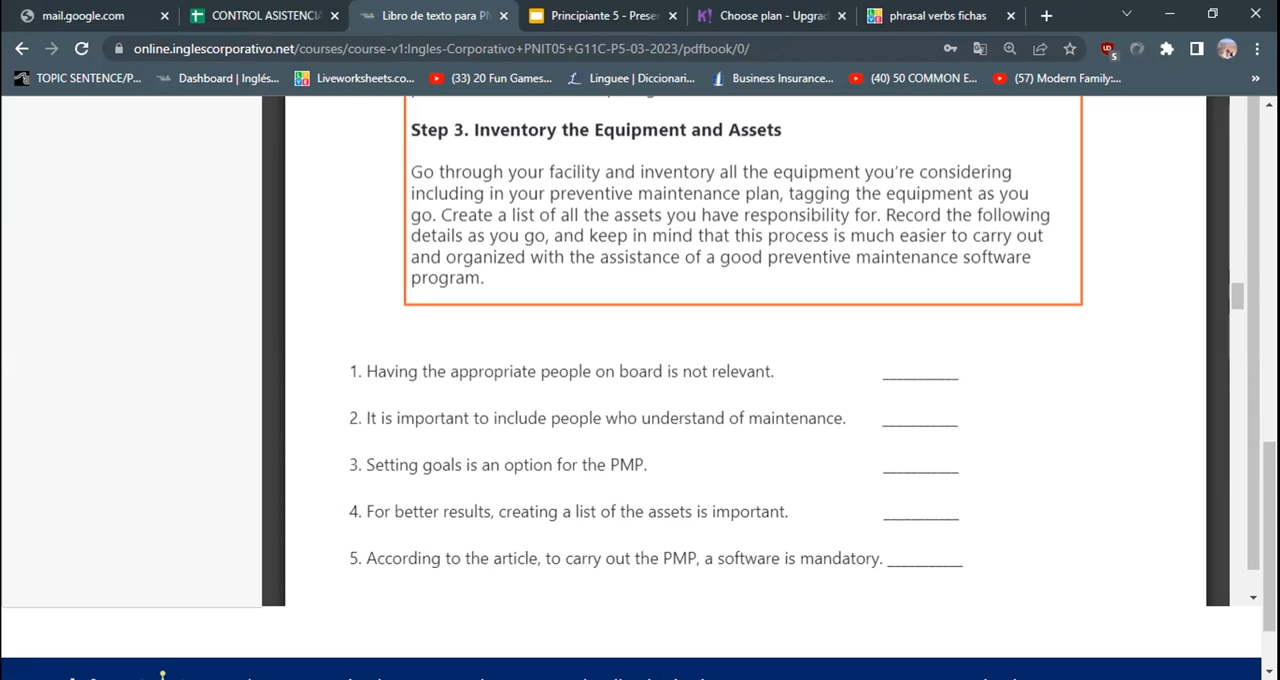 mail.google.com
CONTROL ASISTENCI
Libro de texto para PN
Principiante 5 - Preser
Choose plan - Upgrad
phrasal verbs fichas
online.inglescorporativo.net/courses/course-v1:Ingles-Corporativo+PNIT05+G11C-P5-03-2023/pdfbook/0/
TOPIC SENTENCE/P...
Dashboard | Inglés...
Liveworksheets.co...
(33) 20 Fun Games...
Linguee | Diccionari...
Business Insurance...
(40) 50 COMMON E...
(57) Modern Family:...
»
Step 3. Inventory the Equipment and Assets
Go through your facility and inventory all the equipment you're considering
including in your preventive maintenance plan, tagging the equipment as you
go. Create a list of all the assets you have responsibility for. Record the following
details as you go, and keep in mind that this process is much easier to carry out
and organized with the assistance of a good preventive maintenance software
program.
1. Having the appropriate people on board is not relevant. __________
2. It is important to include people who understand of maintenance. __________
3. Setting goals is an option for the PMP. __________
4. For better results, creating a list of the assets is important. __________
5. According to the article, to carry out the PMP, a software is mandatory. __________